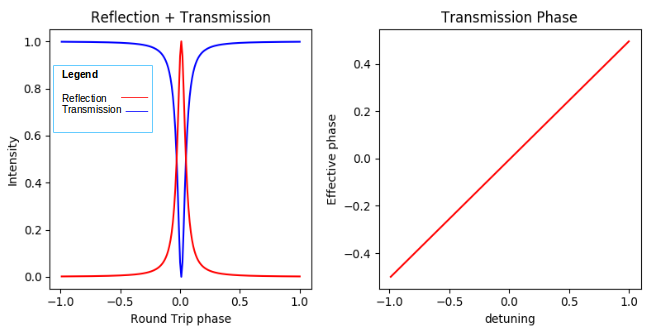 Reflection + Transmission
1.0
0.8
0.6
0.4
0.2
0.0
Intensity
Legend
Reflection
Transmission
−1.0 −0.5 0.0 0.5 1.0
Round Trip phase
Transmission Phase
0.4
0.2
0.0
−0.2
−0.4
Effective phase
−1.0 −0.5 0.0 0.5 1.0
detuning